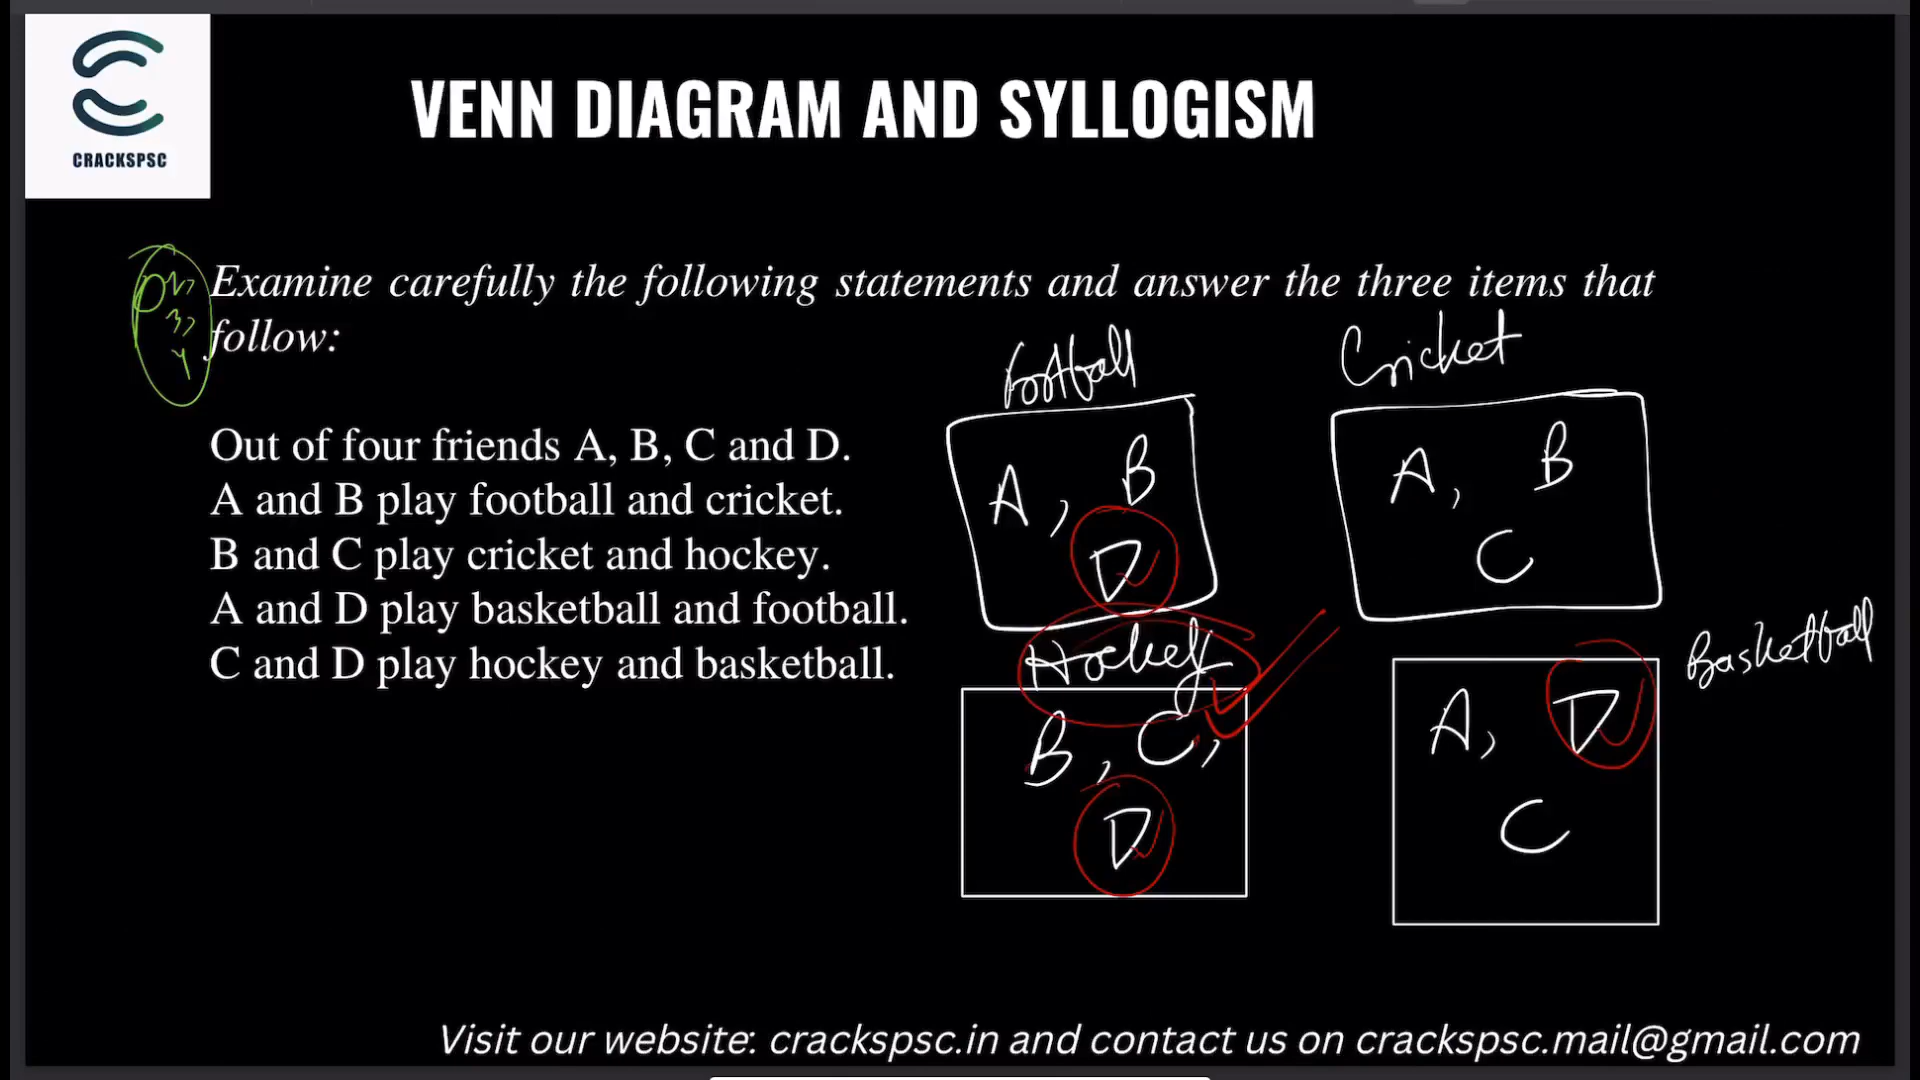 CRACKSPSC
VENN DIAGRAM AND SYLLOGISM
Examine carefully the following statements and answer the three items that
follow:
Out of four friends A, B, C and D.
A and B play football and cricket.
B and C play cricket and hockey.
A and D play basketball and football.
C and D play hockey and basketball.
Football
A, B
D
Cricket
A, B
C
Hockey
B, C,
D
Basketball
A, D
C
Visit our website: crackspsc.in and contact us on crackspsc.mail@gmail.com